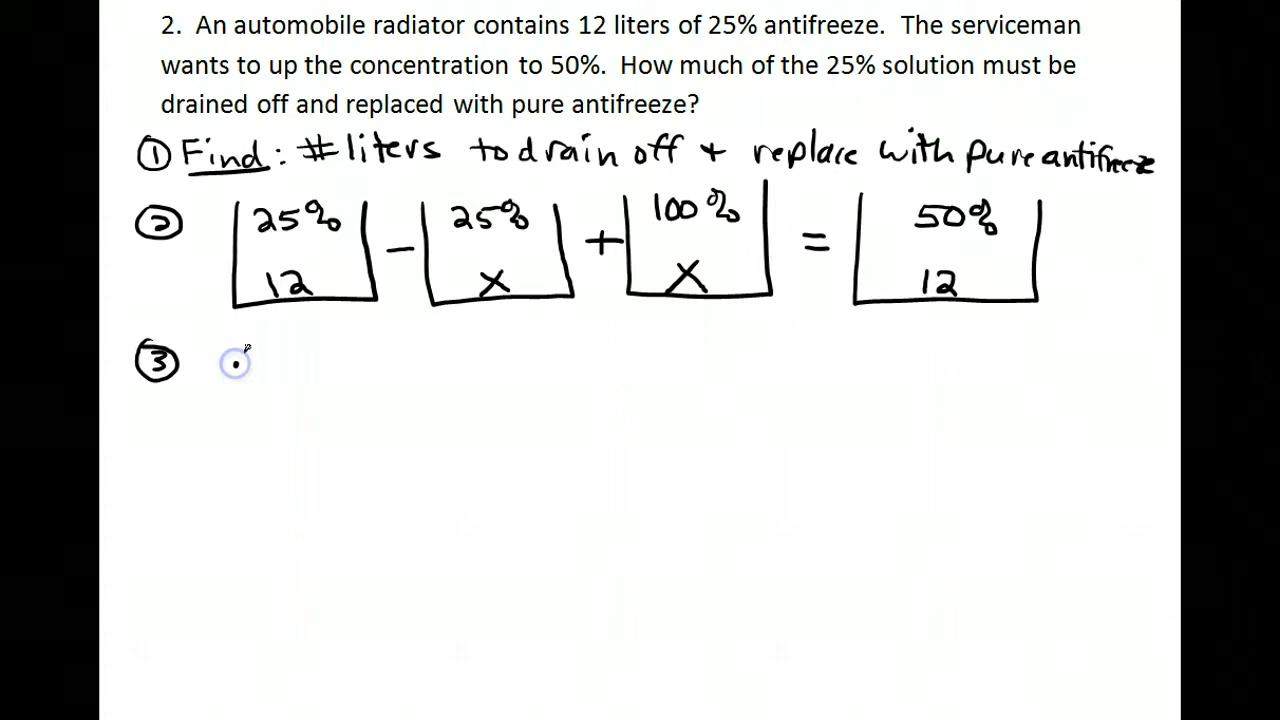 2. An automobile radiator contains 12 liters of 25% antifreeze. The serviceman
wants to up the concentration to 50%. How much of the 25% solution must be
drained off and replaced with pure antifreeze?
① Find: # liters to drain off + replace with pure antifreeze
② 25% - 25% + 100% = 50%
12 x x 12
③ .